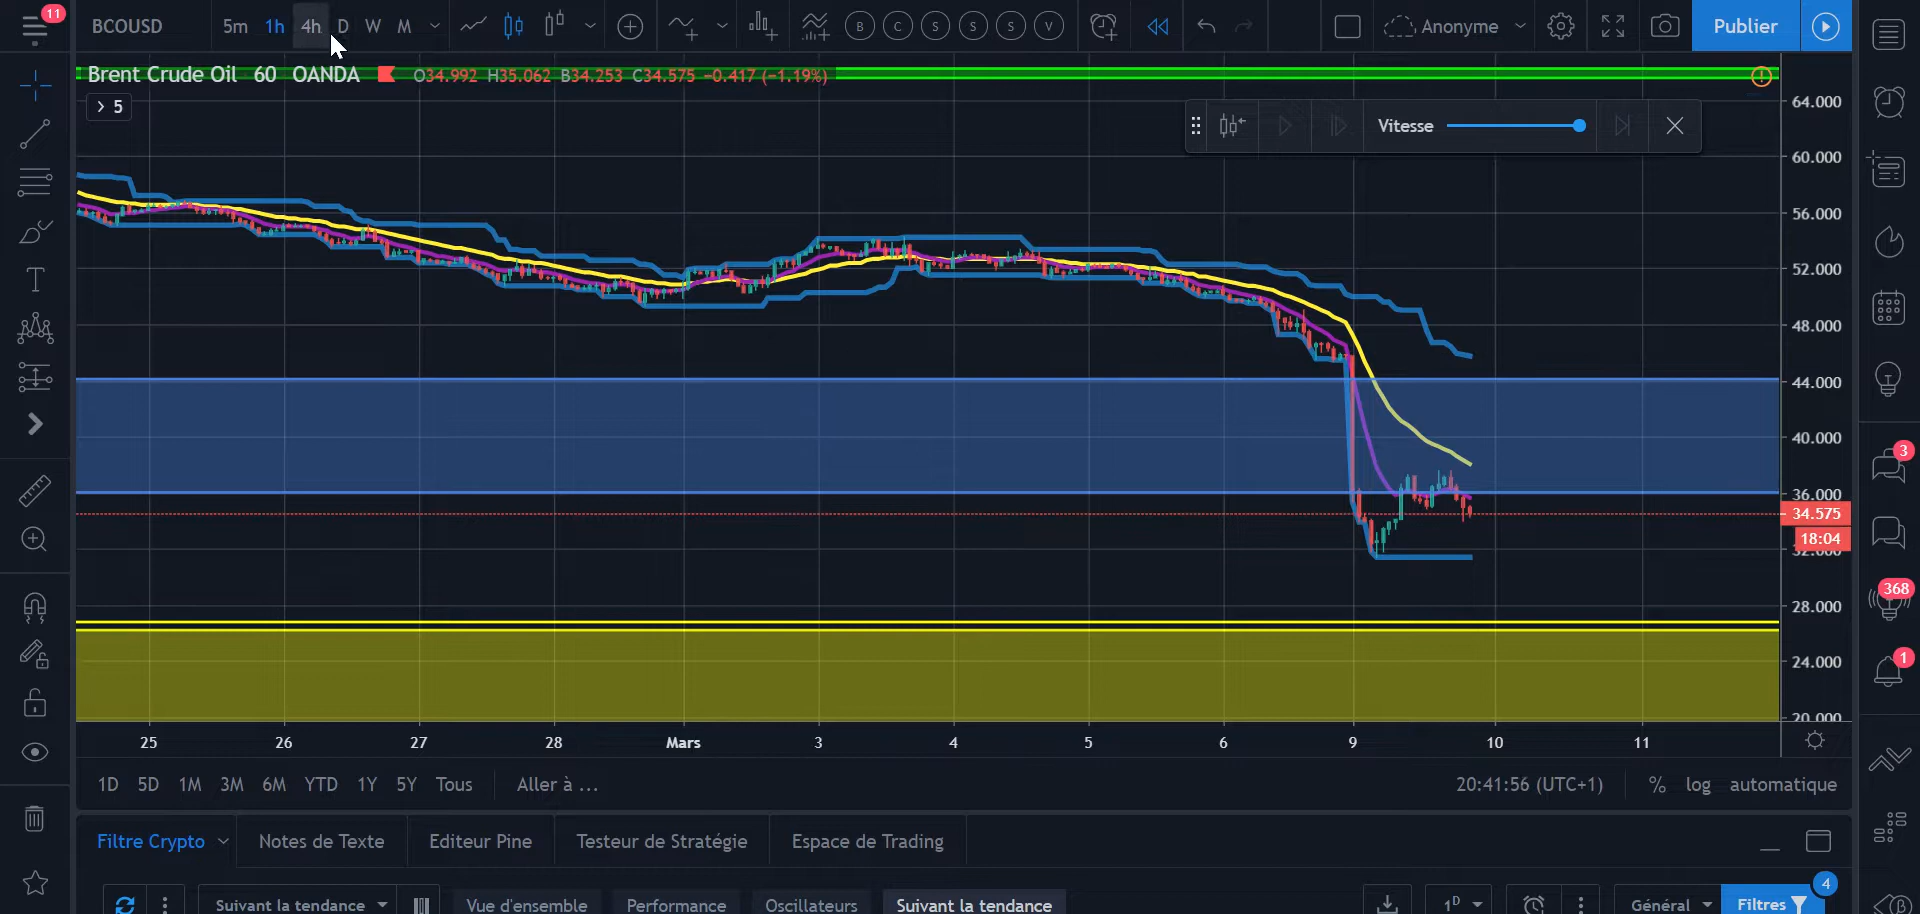 11
BCOUSD 5m 1h 4h D W M B C S S S V Anonyme Publier
Brent Crude Oil 60 OANDA O34.992 H35.062 B34.253 C34.575 −0.417 (−1.19%)
5
Vitesse
64.000
60.000
56.000
52.000
48.000
44.000
40.000
36.000
34.575
18:04
32.000
28.000
24.000
20.000
25 26 27 28 Mars 3 4 5 6 9 10 11
1D 5D 1M 3M 6M YTD 1Y 5Y Tous Aller à ... 20:41:56 (UTC+1) % log automatique
Filtre Crypto Notes de Texte Editeur Pine Testeur de Stratégie Espace de Trading
Suivant la tendance Vue d'ensemble Performance Oscillateurs Suivant la tendance 1D Général Filtres
4
3
368
1